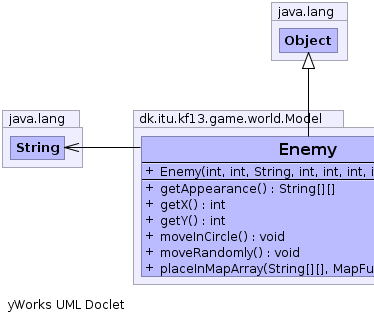 java.lang
Object
java.lang
String
dk.itu.kf13.game.world.Model
Enemy
+ Enemy(int, int, String, int, int, int, i
+ getAppearance() : String[][]
+ getX() : int
+ getY() : int
+ moveInCircle() : void
+ moveRandomly() : void
+ placeInMapArray(String[][], MapFu
yWorks UML Doclet